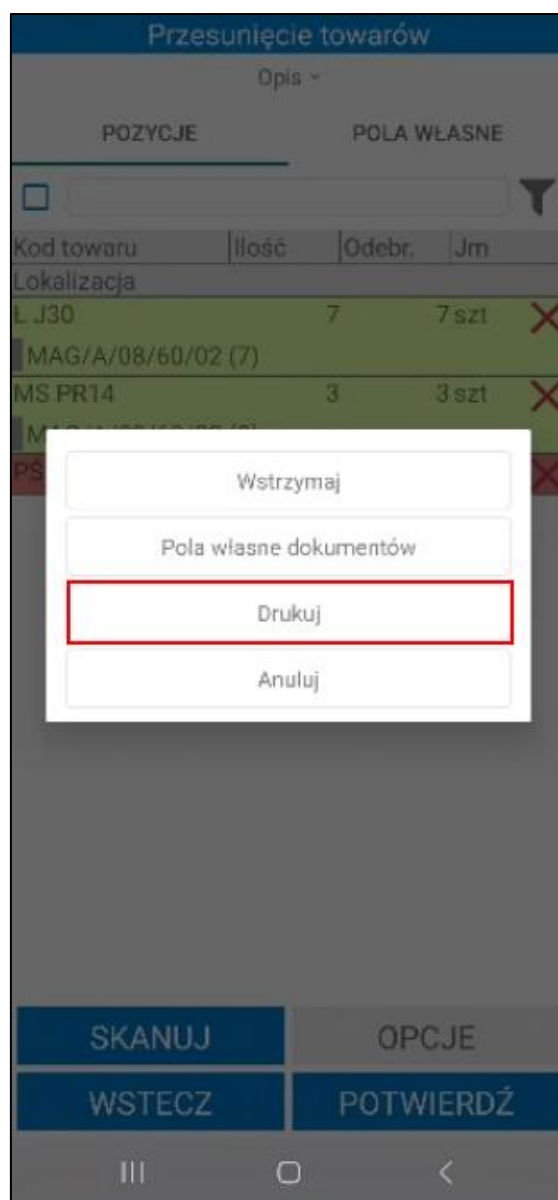 Przesunięcie towarów
Opis
POZYCJE POLA WŁASNE
Kod towaru Ilość Odebr. Jm
Lokalizacja
Ł J30 7 7 szt
MAG/A/08/60/02 (7)
MS PR14 3 3 szt
Wstrzymaj
Pola własne dokumentów
Drukuj
Anuluj
SKANUJ OPCJE
WSTECZ POTWIERDŹ